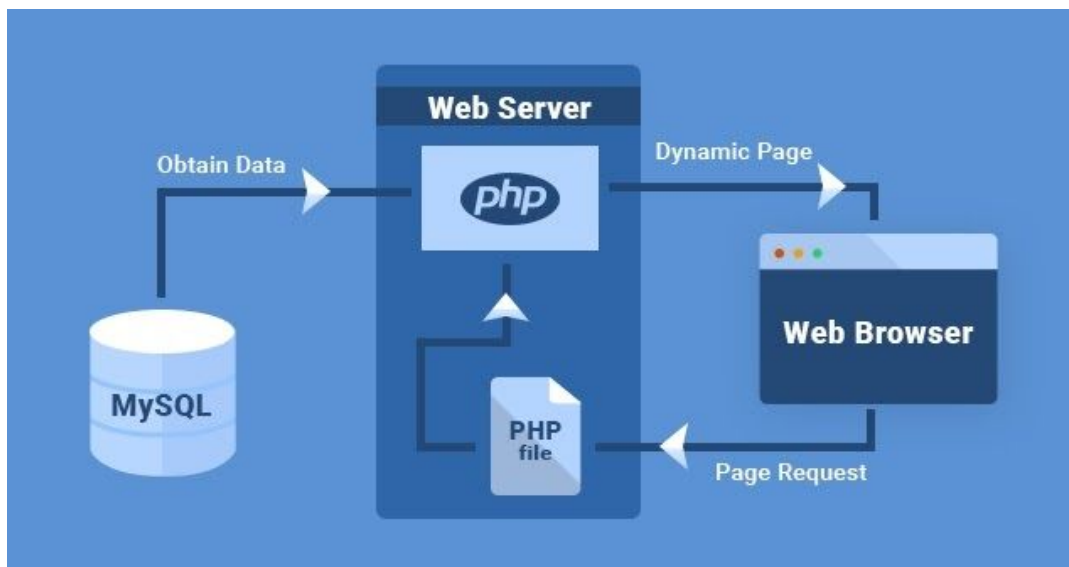 Web Server
Obtain Data
Dynamic Page
php
Web Browser
MySQL
PHP
file
Page Request